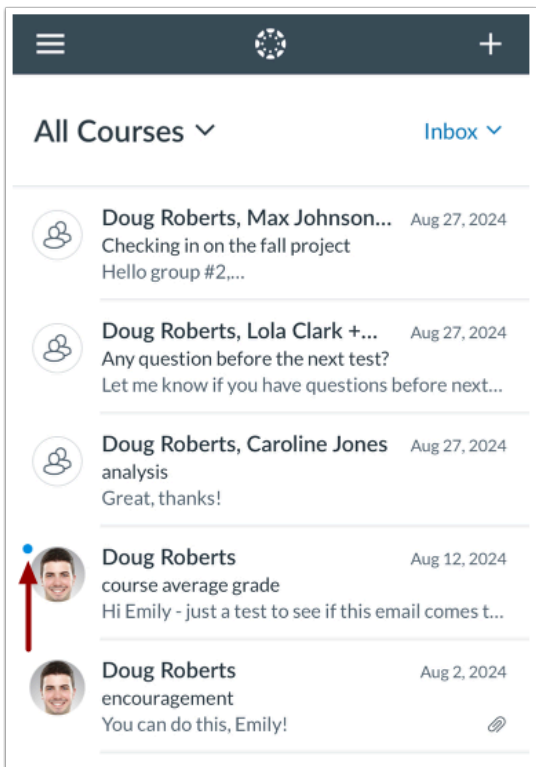 All Courses
Inbox
Doug Roberts, Max Johnson... Aug 27, 2024
Checking in on the fall project
Hello group #2,...
Doug Roberts, Lola Clark +... Aug 27, 2024
Any question before the next test?
Let me know if you have questions before next...
Doug Roberts, Caroline Jones Aug 27, 2024
analysis
Great, thanks!
Doug Roberts Aug 12, 2024
course average grade
Hi Emily - just a test to see if this email comes t...
Doug Roberts Aug 2, 2024
encouragement
You can do this, Emily!